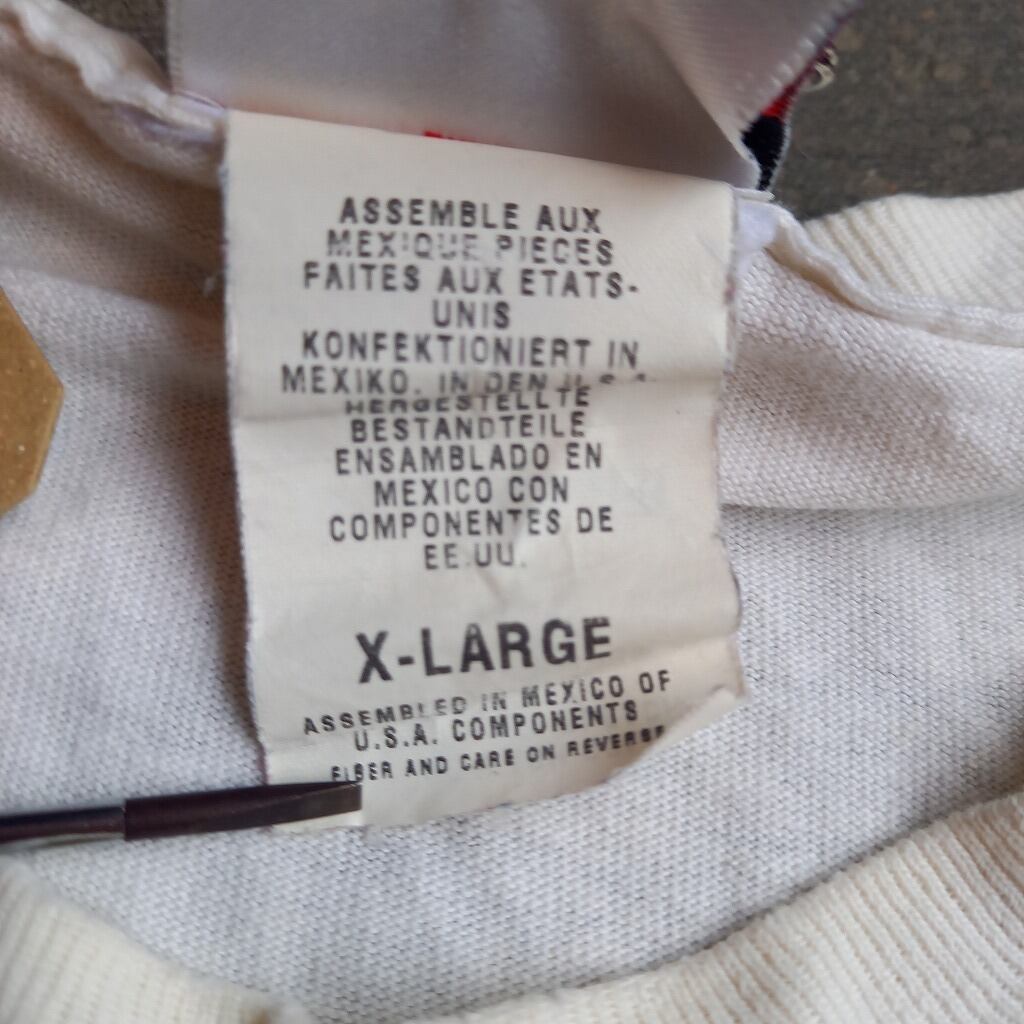 ASSEMBLE AUX
MEXIQUE PIECES
FAITES AUX ETATS-
UNIS
KONFEKTIONIERT IN
MEXIKO. IN DEN U.S.A.
HERGESTELLTE
BESTANDTEILE
ENSAMBLADO EN
MEXICO CON
COMPONENTES DE
EE.UU.
X-LARGE
ASSEMBLED IN MEXICO OF
U.S.A. COMPONENTS
FIBER AND CARE ON REVERSE